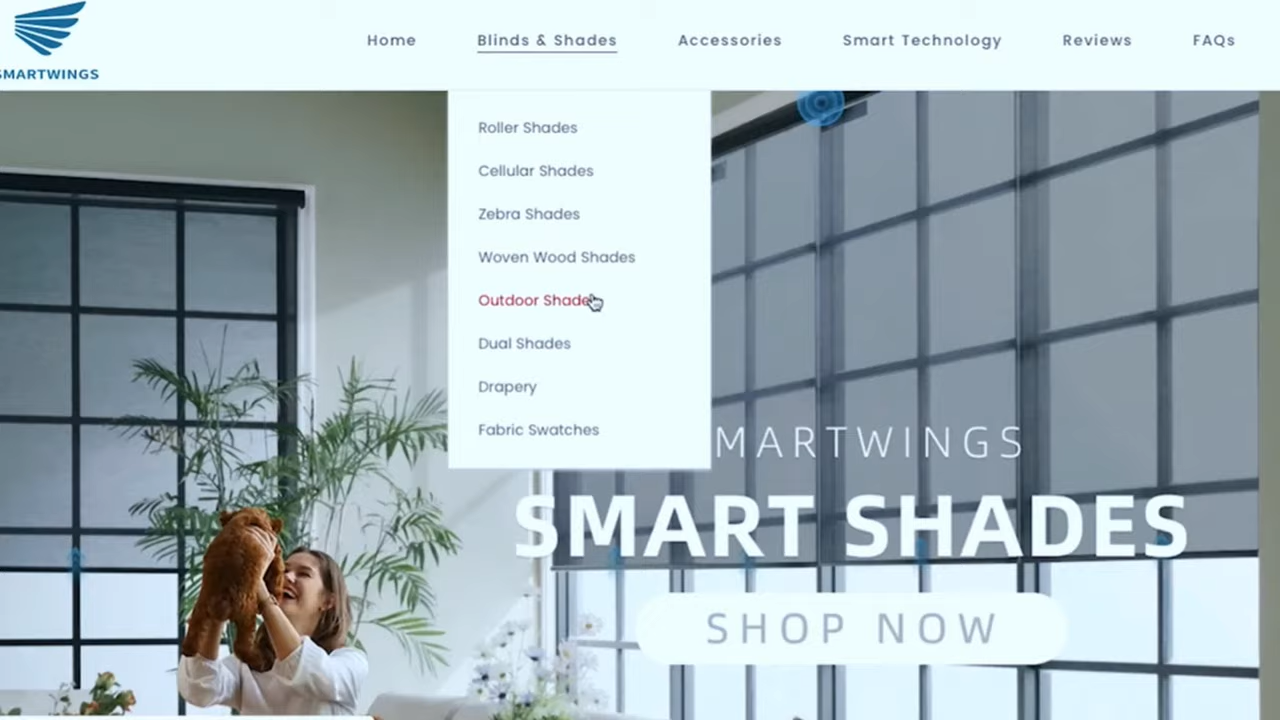 SMARTWINGS
Home Blinds & Shades Accessories Smart Technology Reviews FAQs
Roller Shades
Cellular Shades
Zebra Shades
Woven Wood Shades
Outdoor Shade
Dual Shades
Drapery
Fabric Swatches
MARTWINGS
SMART SHADES
SHOP NOW